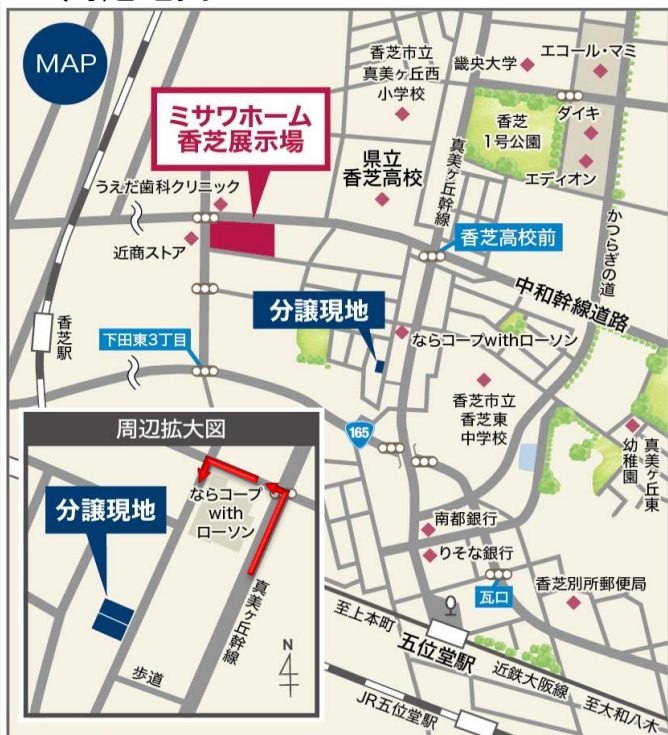 MAP
香芝市立
真美ヶ丘西
小学校
畿央大学
エコール・マミ
ミサワホーム
香芝展示場
県立
香芝高校
真美ヶ丘幹線
香芝
1号公園
ダイキ
エディオン
うえだ歯科クリニック
近商ストア
香芝高校前
かつらぎの道
中和幹線道路
香芝駅
下田東3丁目
分譲現地
ならコープwithローソン
香芝市立
香芝東
中学校
165
真美ヶ丘東
幼稚園
周辺拡大図
ならコープ
with
ローソン
分譲現地
真美ヶ丘幹線
歩道
N
南都銀行
りそな銀行
瓦口
香芝別所郵便局
至上本町
五位堂駅
近鉄大阪線
至大和八木
JR五位堂駅